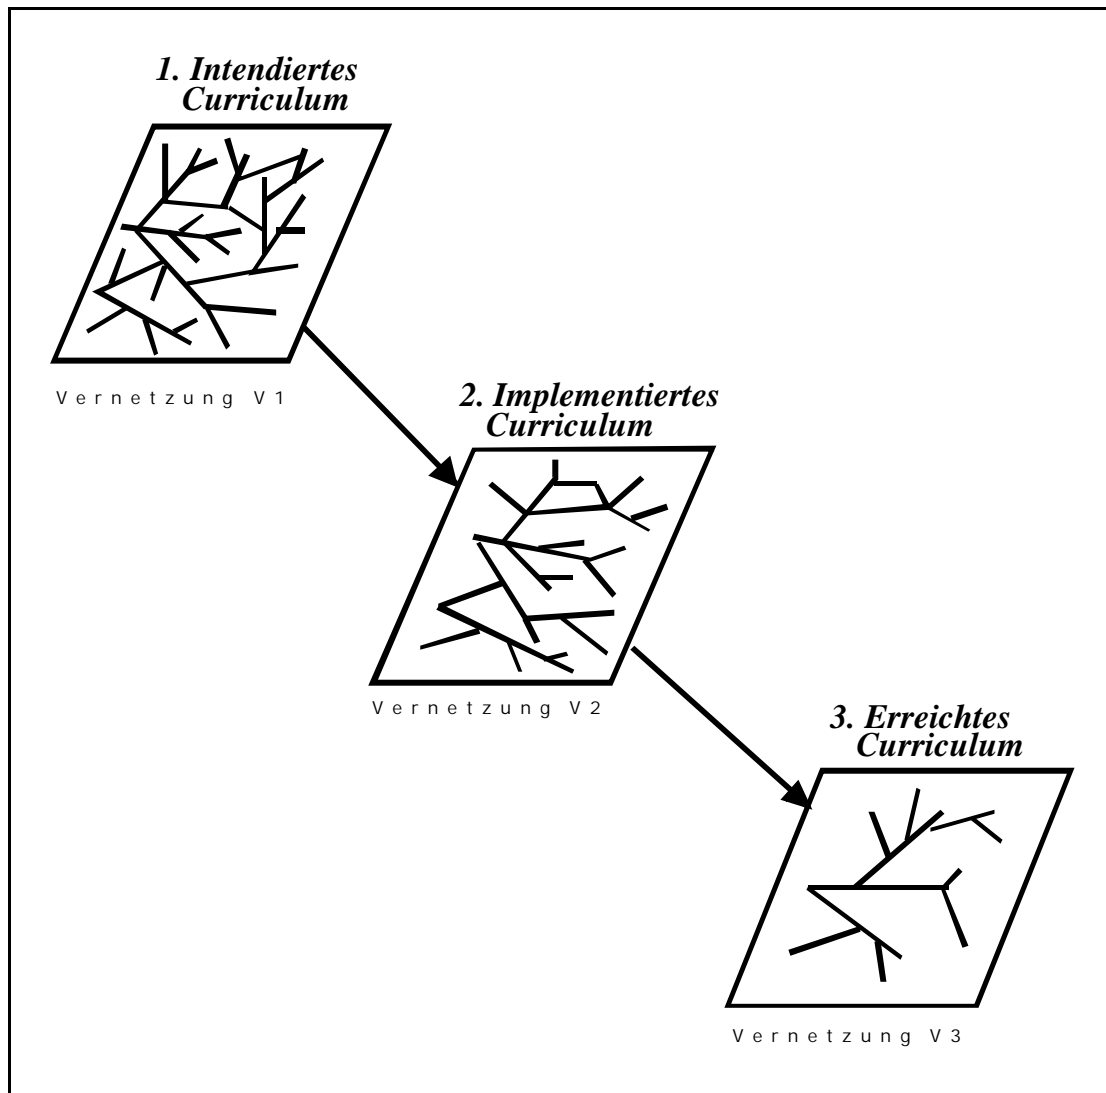 1. Intendiertes
Curriculum
Vernetzung V1
2. Implementiertes
Curriculum
Vernetzung V2
3. Erreichtes
Curriculum
Vernetzung V3